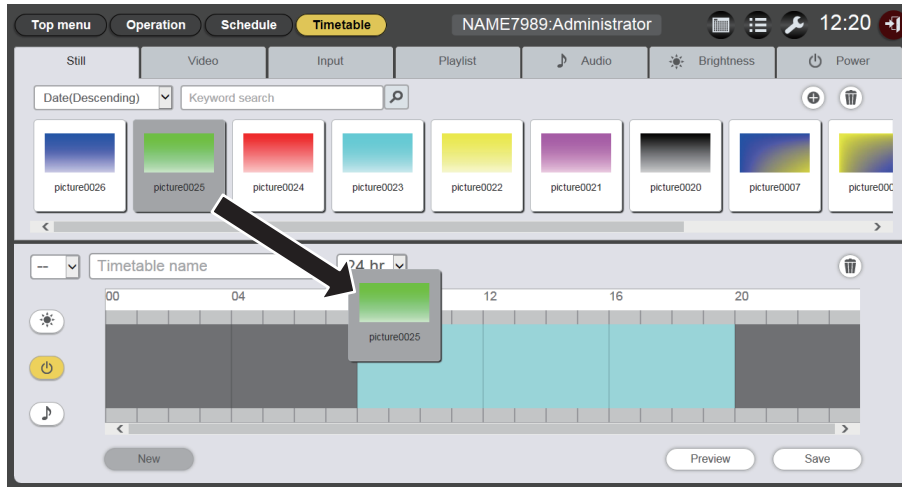 Top menu Operation Schedule Timetable NAME7989:Administrator 12:20
Still Video Input Playlist Audio Brightness Power
Date(Descending) Keyword search
picture0026 picture0025 picture0024 picture0023 picture0022 picture0021 picture0020 picture0007 picture000
-- Timetable name 24 hr
00 04 12 16 20
picture0025
New Preview Save